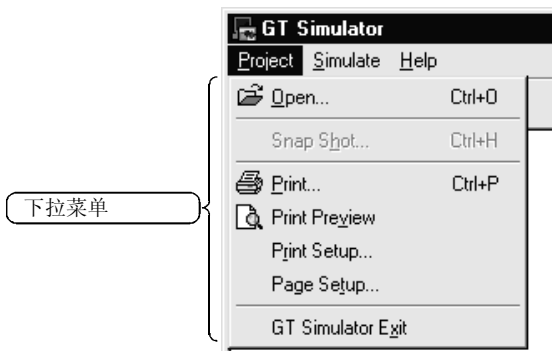 GT Simulator
Project Simulate Help
Open... Ctrl+O
Snap Shot... Ctrl+H
Print... Ctrl+P
Print Preview
Print Setup...
Page Setup...
GT Simulator Exit
下拉菜单